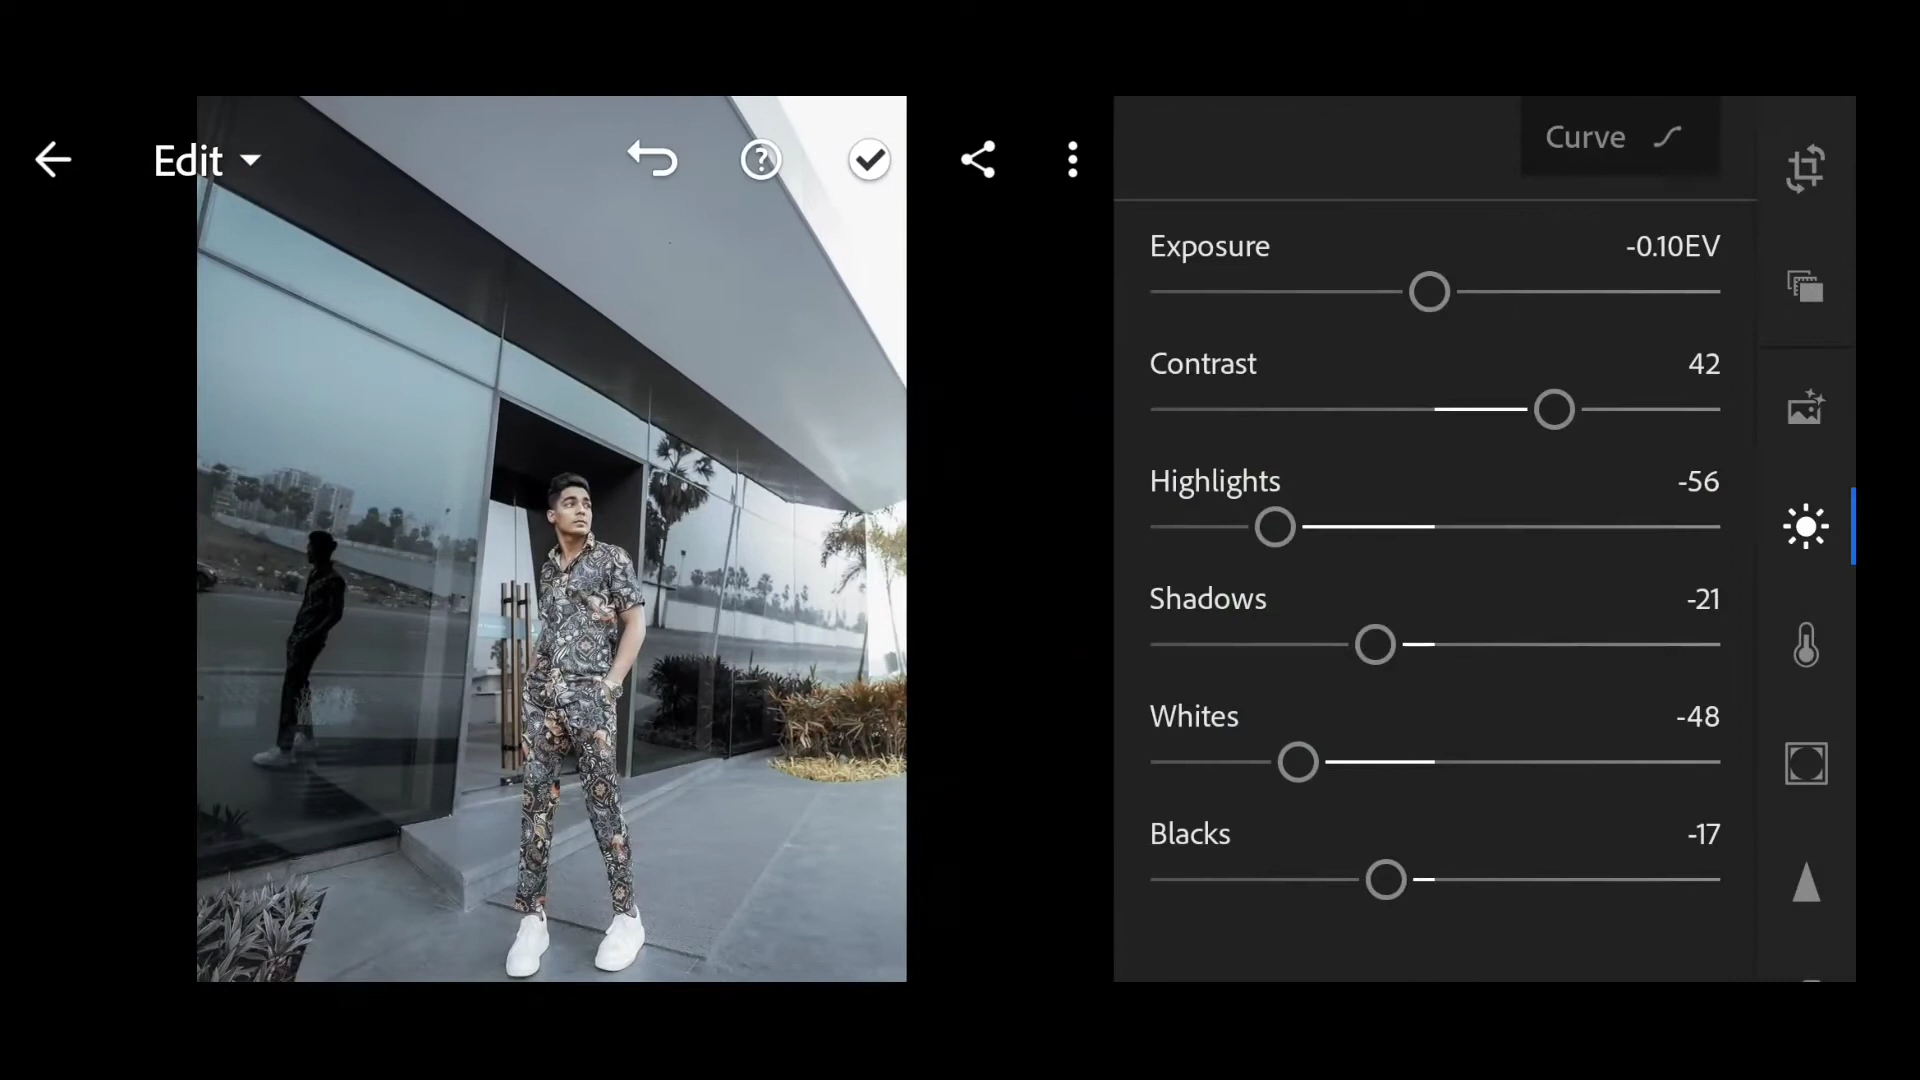 Edit
Curve
Exposure -0.10EV
Contrast 42
Highlights -56
Shadows -21
Whites -48
Blacks -17